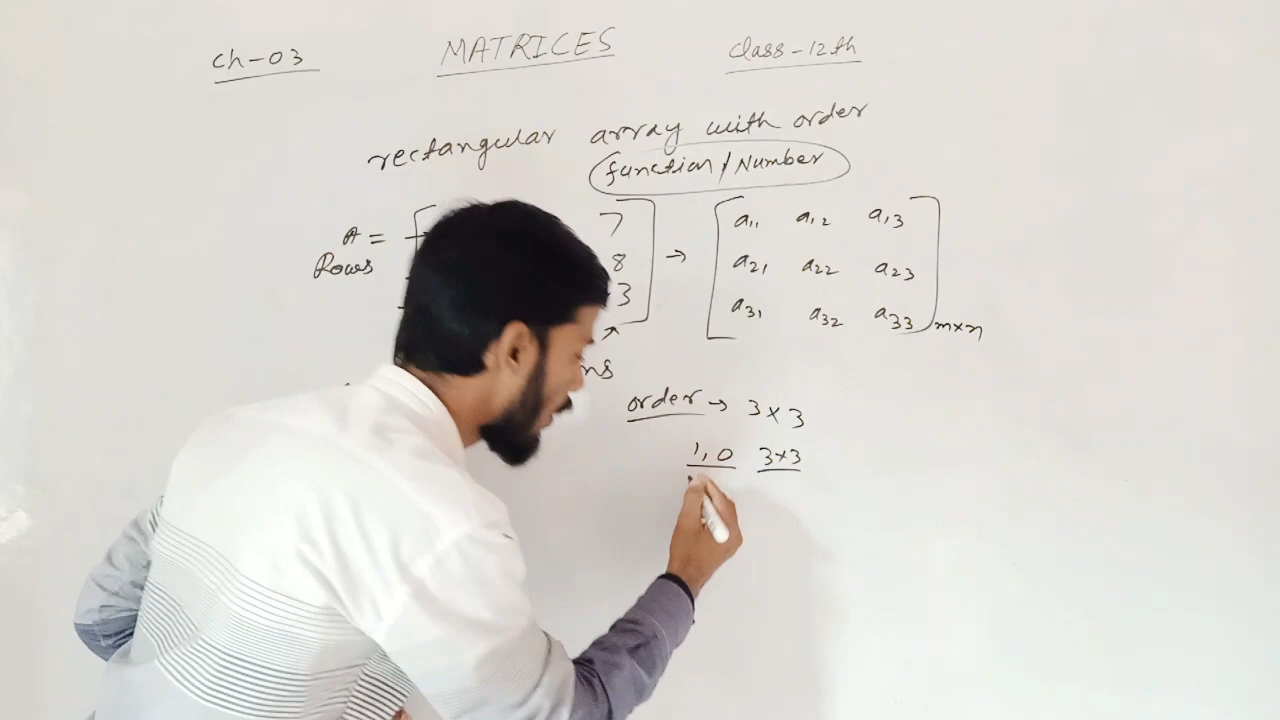 Ch-03 MATRICES Class-12th
rectangular array with order
function/Number
A = 7 → a11 a12 a13
Rows 8 a21 a22 a23
3 a31 a32 a33 m×n
ns
order → 3×3
1,0 3×3